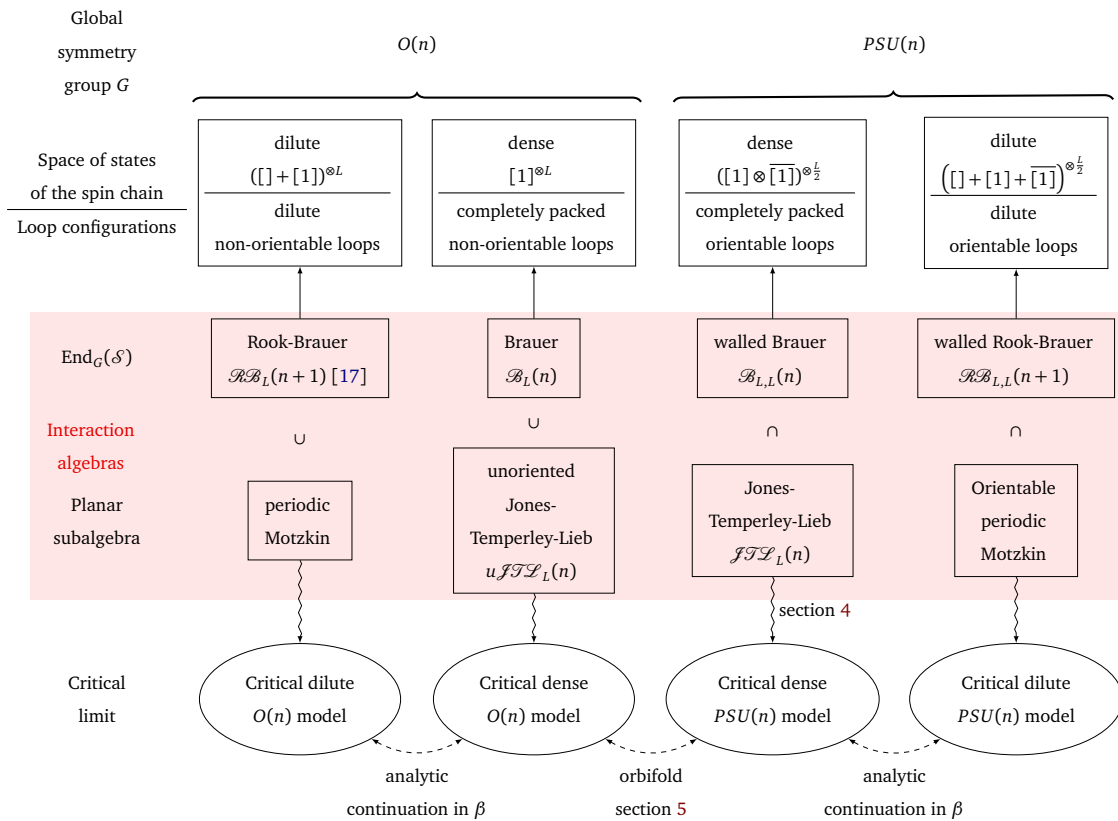 Global
symmetry
group G
O(n)
PSU(n)
Space of states
of the spin chain
Loop configurations
dilute
([] + [1])^{⊗L}
dilute
non-orientable loops
dense
[1]^{⊗L}
completely packed
non-orientable loops
dense
([1] ⊗ \overline{[1]})^{⊗\frac{L}{2}}
completely packed
orientable loops
dilute
([] + [1] + \overline{[1]})^{⊗\frac{L}{2}}
dilute
orientable loops
End_G(𝒮)
Rook-Brauer
ℛℬ_L(n + 1) [17]
Brauer
ℬ_L(n)
walled Brauer
ℬ_{L,L}(n)
walled Rook-Brauer
ℛℬ_{L,L}(n+1)
Interaction
algebras
∪
∪
∩
∩
Planar
subalgebra
periodic
Motzkin
unoriented
Jones-
Temperley-Lieb
u𝒥𝒯ℒ_L(n)
Jones-
Temperley-Lieb
𝒥𝒯ℒ_L(n)
Orientable
periodic
Motzkin
section 4
Critical
limit
Critical dilute
O(n) model
Critical dense
O(n) model
Critical dense
PSU(n) model
Critical dilute
PSU(n) model
analytic
continuation in β
orbifold
section 5
analytic
continuation in β